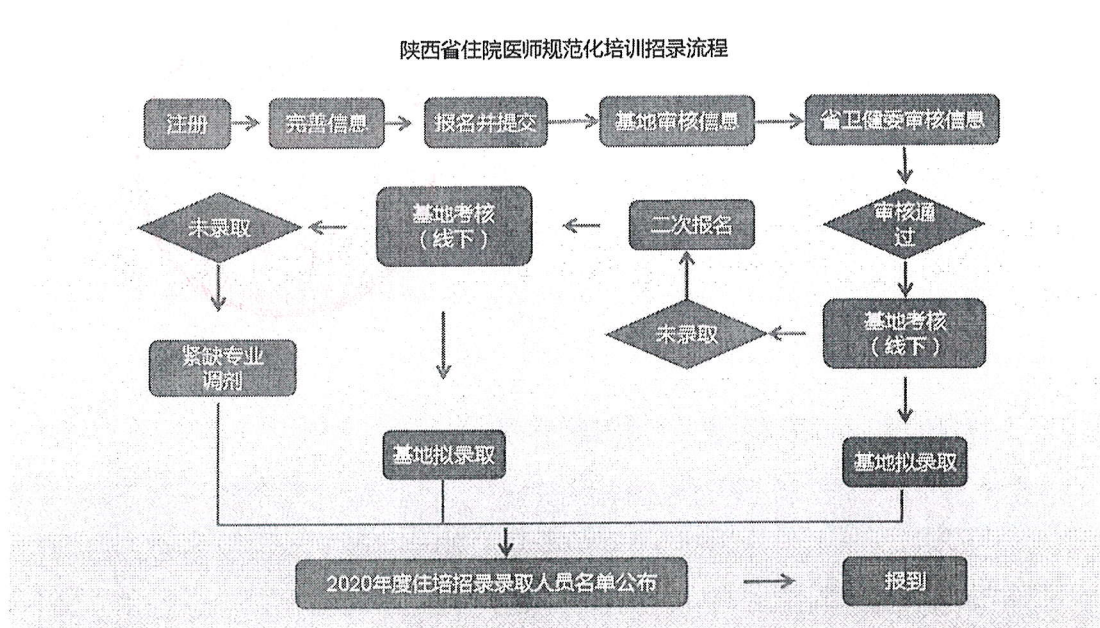 陕西省住院医师规范化培训招录流程
注册
完善信息
报名并提交
基地审核信息
省卫健委审核信息
审核通
过
基地考核
（线下）
未录取
二次报名
基地考核
（线下）
未录取
紧缺专业
调剂
基地拟录取
基地拟录取
2020年度住培招录录取人员名单公布
报到